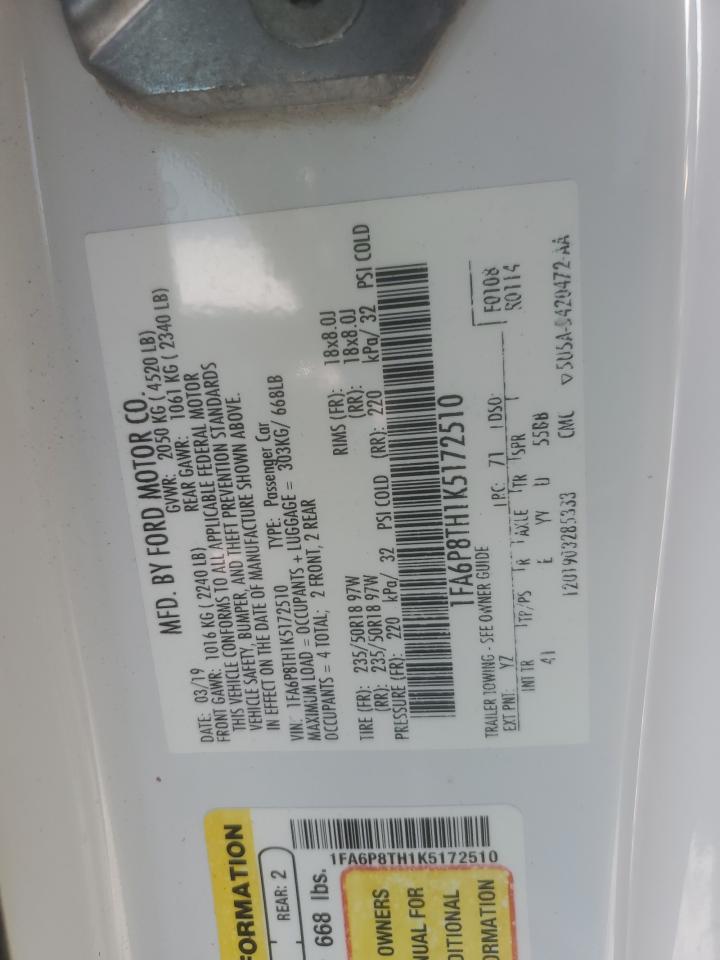 MFD. BY FORD MOTOR CO.
DATE: 03/19 GVWR: 2050 KG ( 4520 LB)
FRONT GAWR: 1016 KG ( 2240 LB) REAR GAWR: 1061 KG ( 2340 LB)
THIS VEHICLE CONFORMS TO ALL APPLICABLE FEDERAL MOTOR
VEHICLE SAFETY, BUMPER, AND THEFT PREVENTION STANDARDS
IN EFFECT ON THE DATE OF MANUFACTURE SHOWN ABOVE.
VIN: 1FA6P8TH1K5172510 TYPE: Passenger Car
MAXIMUM LOAD = OCCUPANTS + LUGGAGE = 303KG/ 668LB
OCCUPANTS = 4 TOTAL; 2 FRONT, 2 REAR
TIRE (FR): 235/50R18 97W RIMS (FR): 18x8.0J
(RR): 235/50R18 97W (RR): 18x8.0J
PRESSURE (FR): 220 kPa/ 32 PSI COLD (RR): 220 kPa/ 32 PSI COLD
1FA6P8TH1K5172510
TRAILER TOWING - SEE OWNER GUIDE F0108
EXT PNT: YZ RC: 71 DSO: R0114
INT TR TP/PS R AXLE TR SPR
41 E YV U 55BB
1201903285333 CMC 5U5A-
1FA6P8TH1K5172510
FORMATION
REAR: 2
668 lbs.
OWNERS
NUAL FOR
DITIONAL
ORMATION